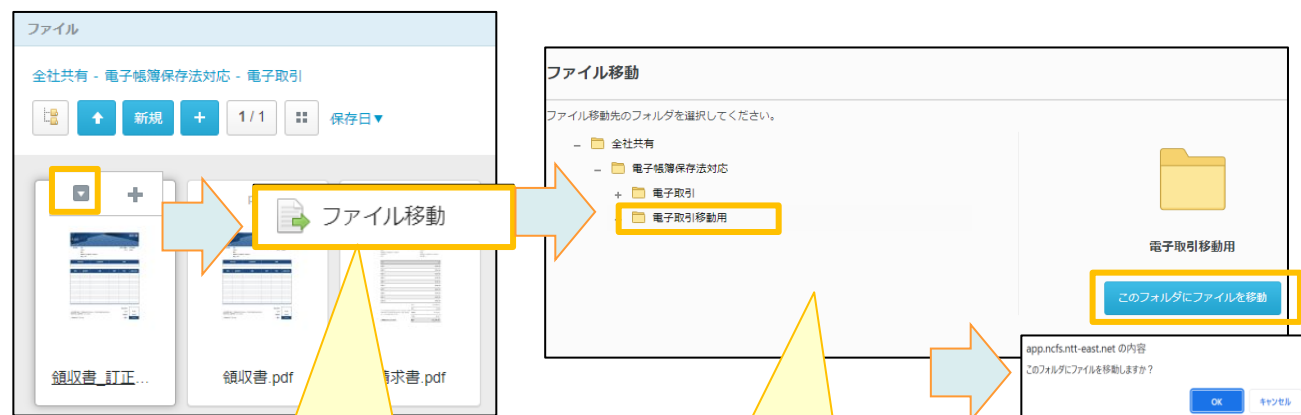 ファイル
全社共有 - 電子帳簿保存法対応 - 電子取引
新規
1 / 1
保存日▼
ファイル移動
領収書_訂正...
領収書.pdf
求書.pdf
ファイル移動
ファイル移動先のフォルダを選択してください。
全社共有
電子帳簿保存法対応
電子取引
電子取引移動用
電子取引移動用
このフォルダにファイルを移動
app.ncfs.ntt-east.net の内容
このフォルダにファイルを移動しますか？
OK
キャンセル